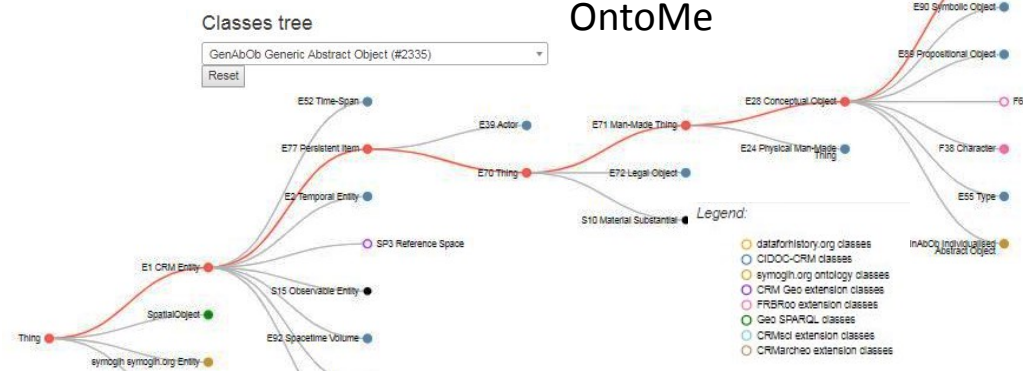 OntoMe
Classes tree
GenAbOb Generic Abstract Object (#2335)
Reset
E90 Symbolic Object
E89 Propositional Object
E52 Time-Span
E39 Actor
E71 Man-Made Thing
E28 Conceptual Object
F6
E77 Persistent Item
E24 Physical Man-Made
Thing
F38 Character
E70 Thing
E72 Legal Object
E2 Temporal Entity
E55 Type
S10 Material Substantial
Legend:
SP3 Reference Space
dataforhistory.org classes
InAbOb Individualised
Abstract Object
CIDOC-CRM classes
E1 CRM Entity
symogih.org ontology classes
S15 Observable Entity
CRM Geo extension classes
FRBRoo extension classes
SpatialObject
Geo SPARQL classes
Thing
E92 Spacetime Volume
CRMsci extension classes
CRMarcheo extension classes
symogih symogih.org Entity